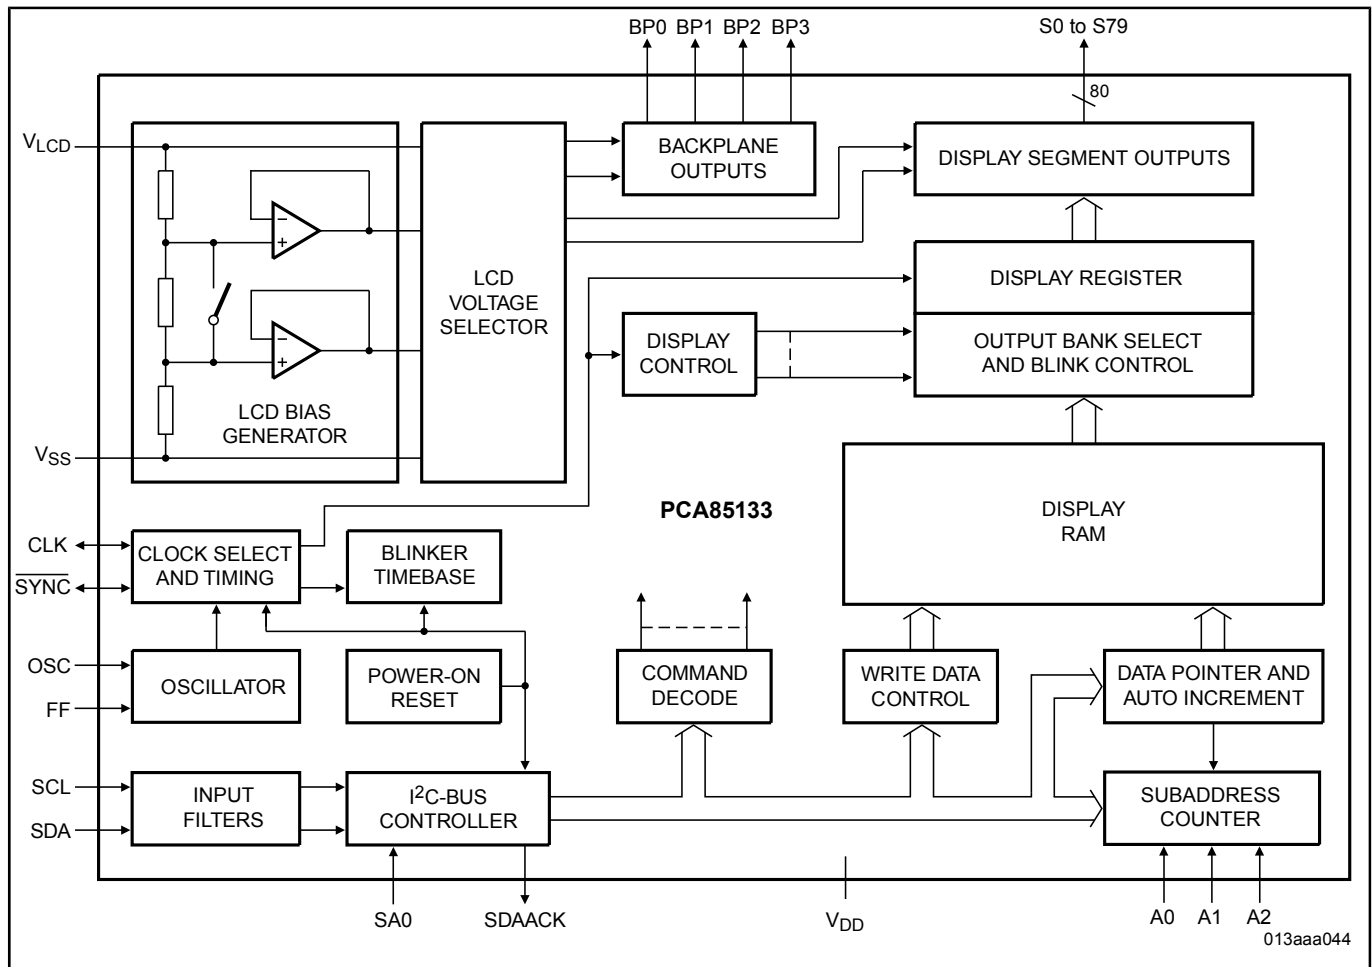 BP0 BP1 BP2 BP3
S0 to S79
80
VLCD
BACKPLANE
OUTPUTS
DISPLAY SEGMENT OUTPUTS
−
+
LCD
VOLTAGE
SELECTOR
DISPLAY REGISTER
−
+
DISPLAY
CONTROL
OUTPUT BANK SELECT
AND BLINK CONTROL
LCD BIAS
GENERATOR
VSS
PCA85133
DISPLAY
RAM
CLK
SYNC
CLOCK SELECT
AND TIMING
BLINKER
TIMEBASE
OSC
FF
OSCILLATOR
POWER-ON
RESET
COMMAND
DECODE
WRITE DATA
CONTROL
DATA POINTER AND
AUTO INCREMENT
SCL
SDA
INPUT
FILTERS
I2C-BUS
CONTROLLER
SUBADDRESS
COUNTER
SA0
SDAACK
VDD
A0 A1 A2
013aaa044